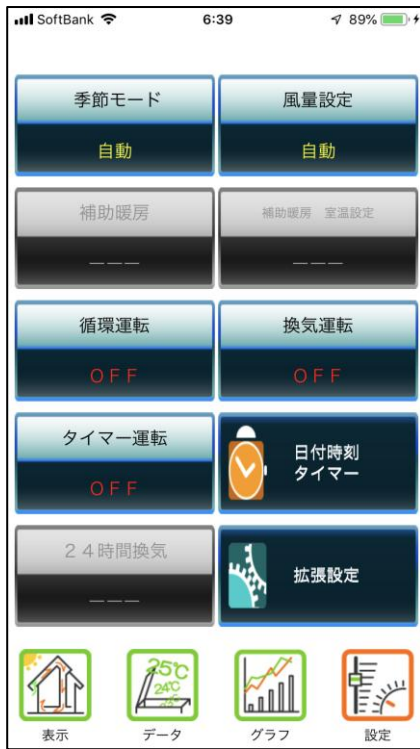 SoftBank 6:39 89%
季節モード 風量設定
自動 自動
補助暖房 補助暖房 室温設定
––– –––
循環運転 換気運転
OFF OFF
タイマー運転 日付時刻
タイマー
OFF
24時間換気 拡張設定
–––
25℃
24℃
表示 データ グラフ 設定